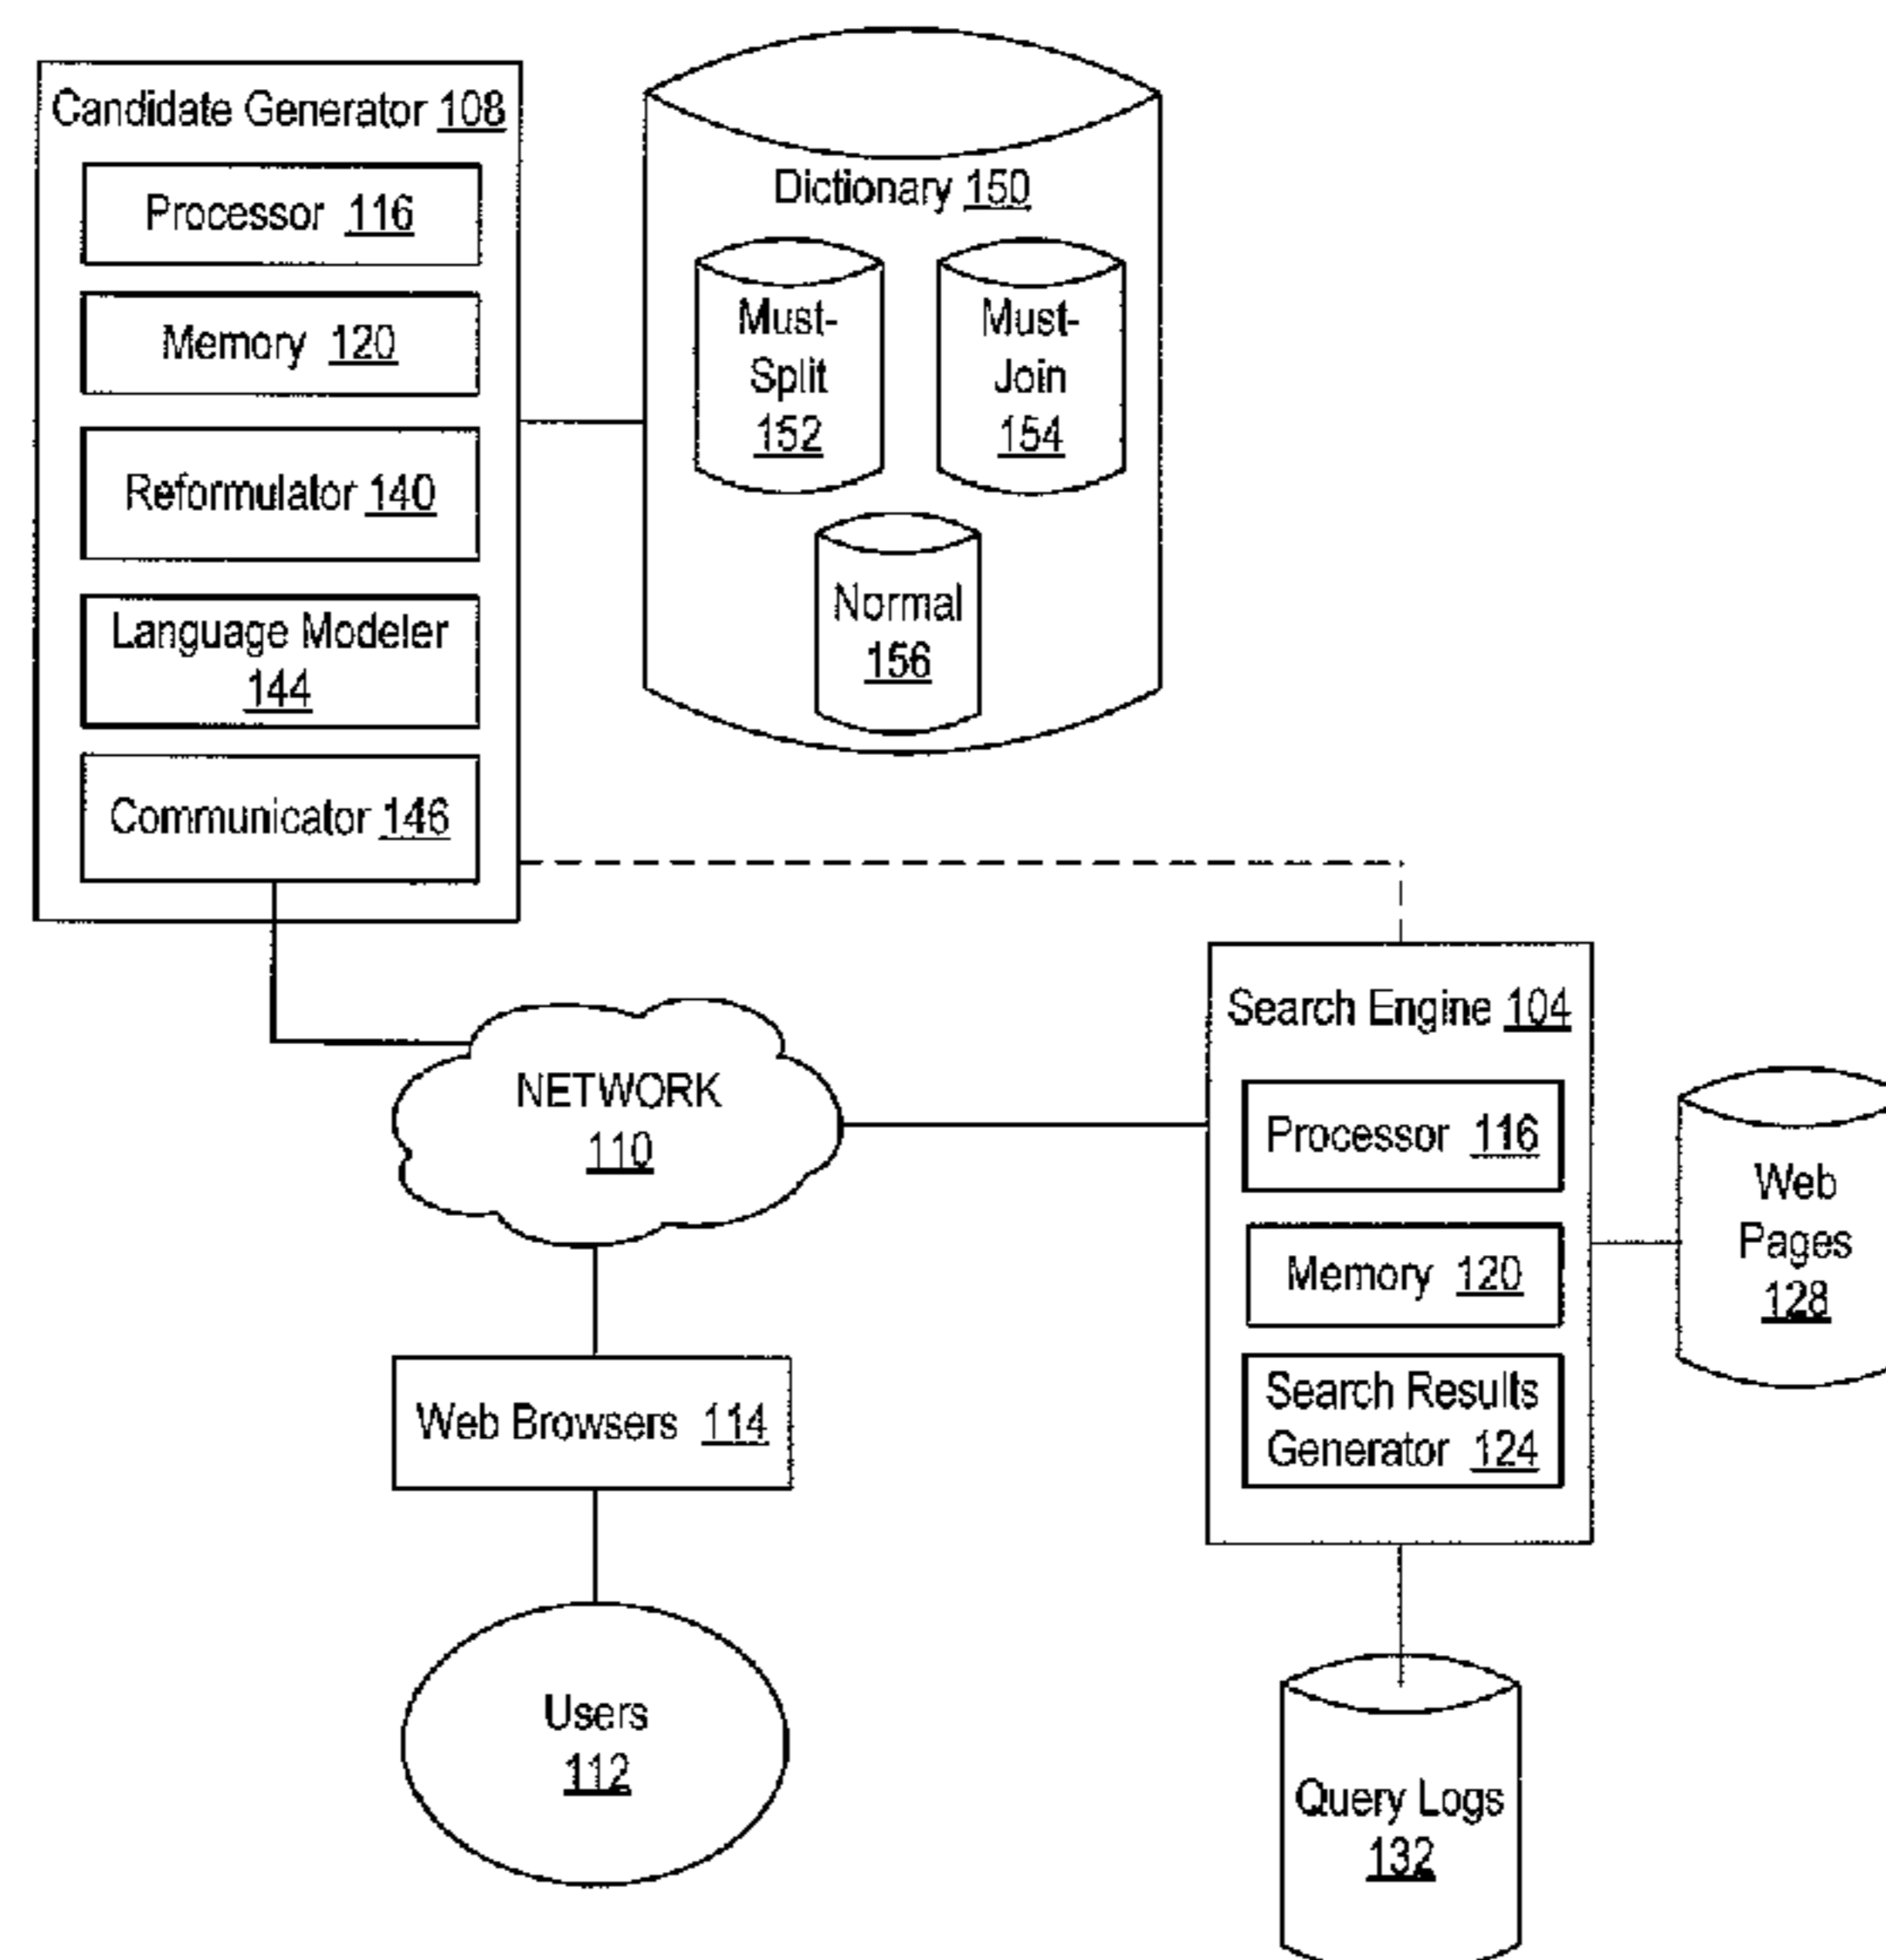 Candidate Generator 108
Processor 116
Memory 120
Reformulator 140
Language Modeler
144
Communicator 146
Dictionary 150
Must-
Split
152
Must-
Join
154
Normal
156
NETWORK
110
Web Browsers 114
Users
112
Search Engine 104
Processor 116
Memory 120
Search Results
Generator 124
Web
Pages
128
Query Logs
132